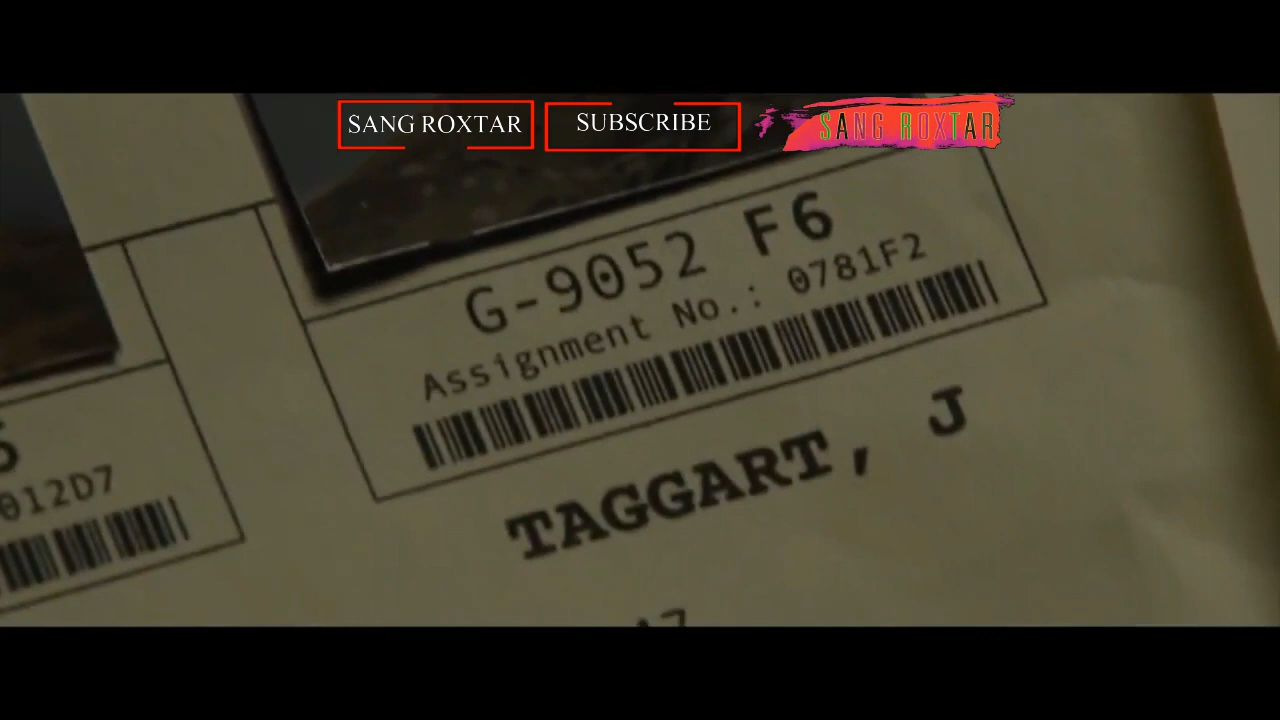 SANG ROXTAR
SUBSCRIBE
SANG ROXTAR
G-9052 F6
Assignment No.: 0781F2
TAGGART, J
012D7